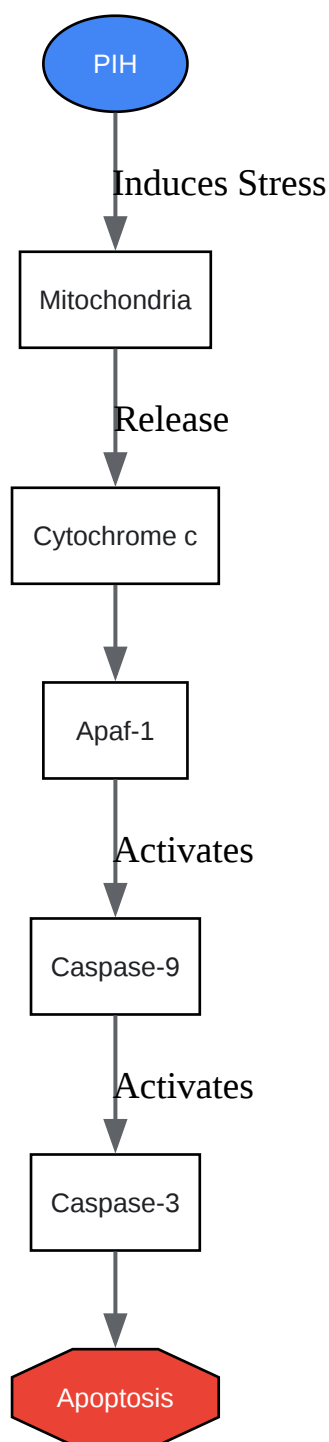 PIH
Induces Stress
Mitochondria
Release
Cytochrome c
Apaf-1
Activates
Caspase-9
Activates
Caspase-3
Apoptosis